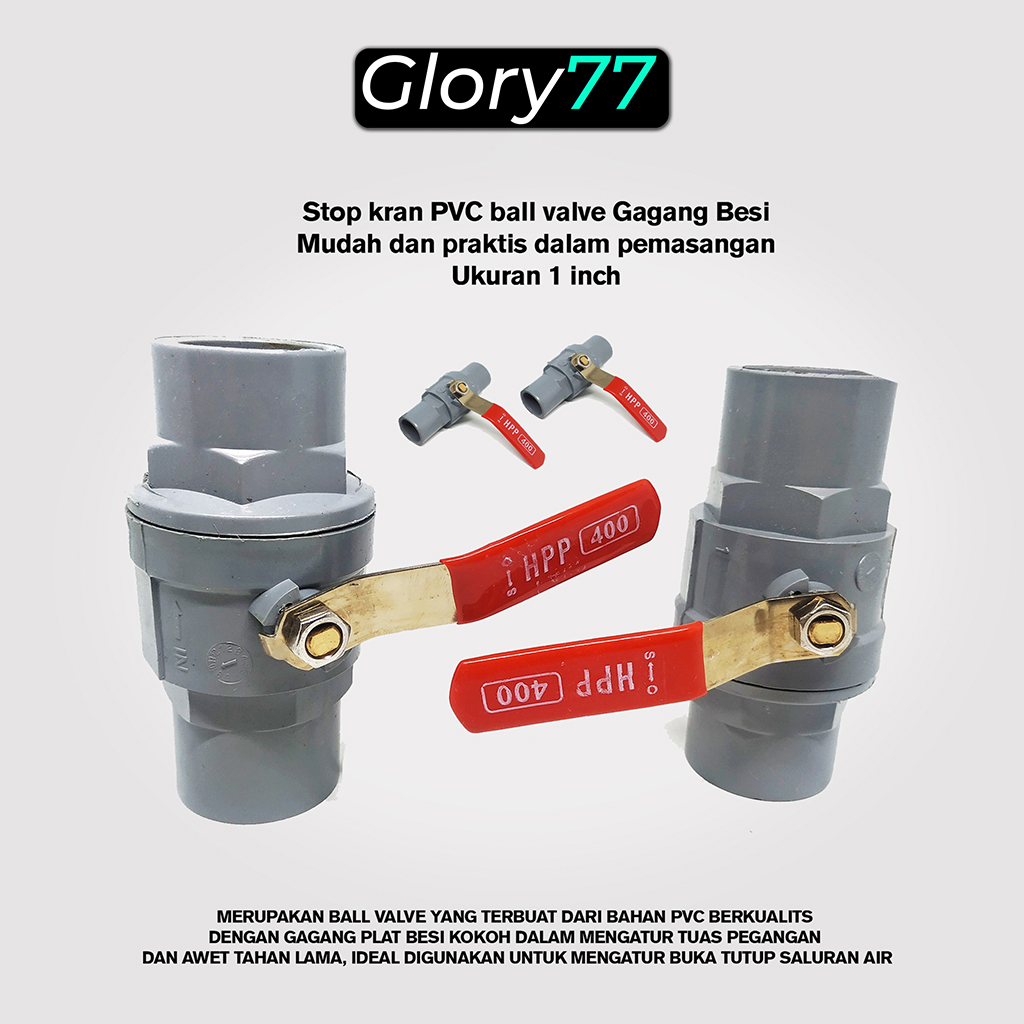 Glory77
Stop kran PVC ball valve Gagang Besi
Mudah dan praktis dalam pemasangan
Ukuran 1 inch
HPP 400
HPP 400
S O HPP 400
S O HPP 400
IN
1
MERUPAKAN BALL VALVE YANG TERBUAT DARI BAHAN PVC BERKUALITS
DENGAN GAGANG PLAT BESI KOKOH DALAM MENGATUR TUAS PEGANGAN
DAN AWET TAHAN LAMA, IDEAL DIGUNAKAN UNTUK MENGATUR BUKA TUTUP SALURAN AIR